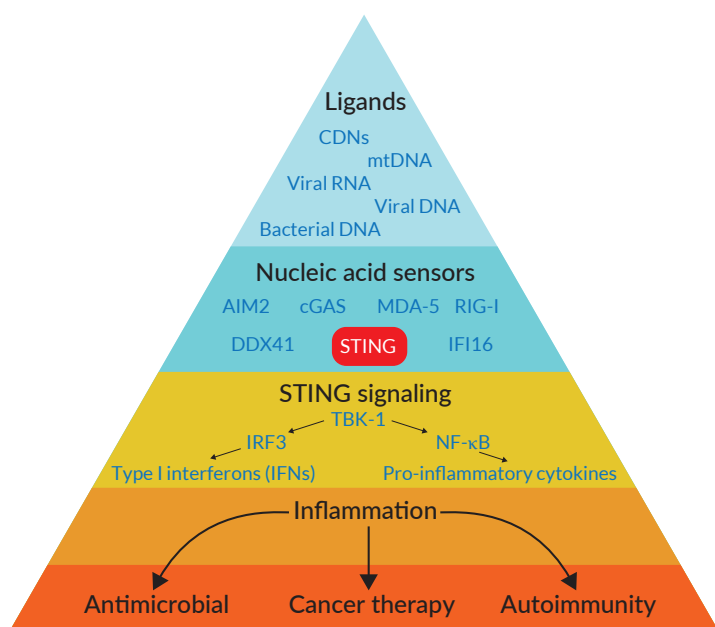 Ligands
CDNs
mtDNA
Viral RNA
Viral DNA
Bacterial DNA
Nucleic acid sensors
AIM2 cGAS MDA-5 RIG-I
DDX41 STING IFI16
STING signaling
TBK-1
IRF3 NF-κB
Type I interferons (IFNs) Pro-inflammatory cytokines
Inflammation
Antimicrobial Cancer therapy Autoimmunity